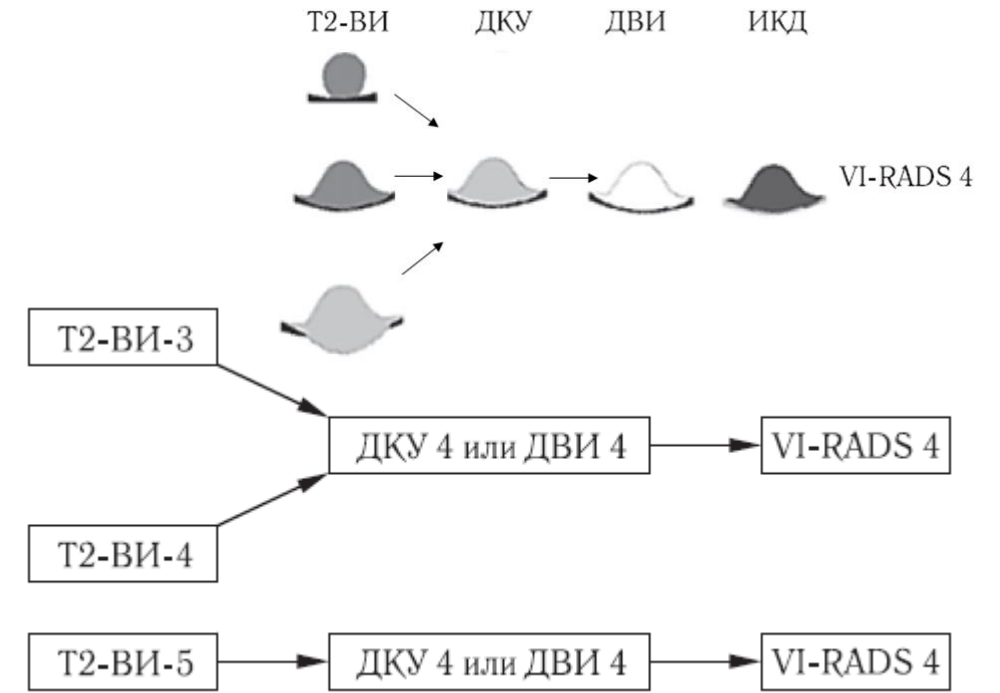 Т2-ВИ ДКУ ДВИ ИКД
VI-RADS 4
Т2-ВИ-3
ДКУ 4 или ДВИ 4
VI-RADS 4
Т2-ВИ-4
Т2-ВИ-5
ДКУ 4 или ДВИ 4
VI-RADS 4